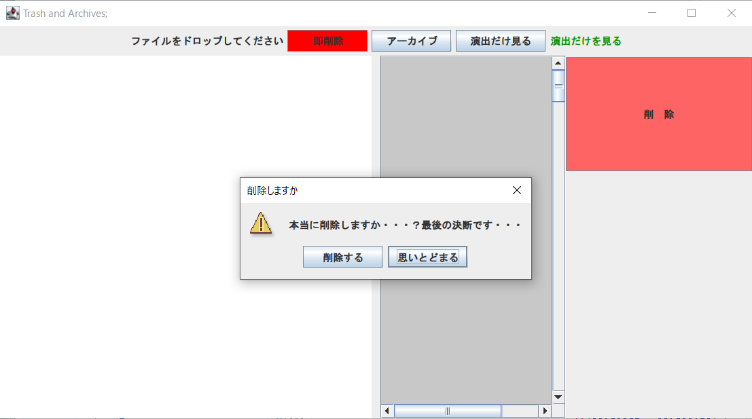 Trash and Archives;
ファイルをドロップしてください 即削除 アーカイブ 演出だけ見る 演出だけを見る
削　除
削除しますか
本当に削除しますか・・・？最後の決断です・・・
削除する 思いとどまる